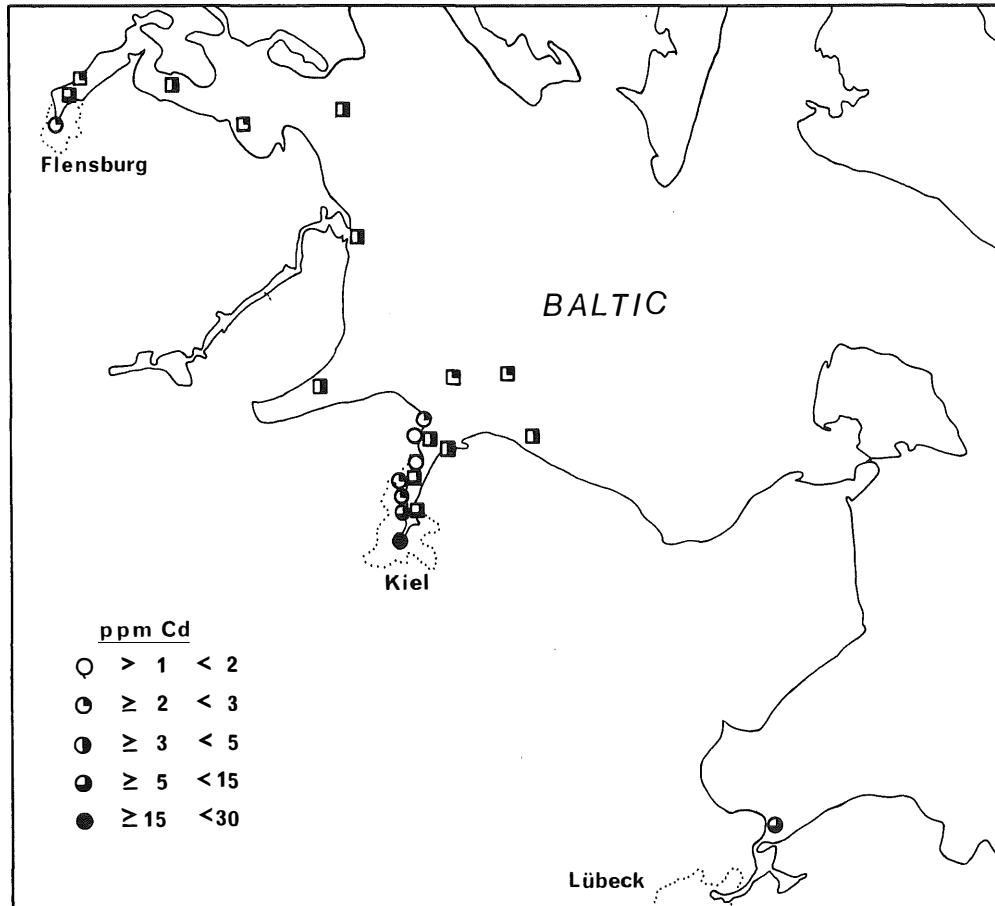 Flensburg
BALTIC
Kiel
ppm Cd
> 1 < 2
≥ 2 < 3
≥ 3 < 5
≥ 5 <15
≥15 <30
Lübeck